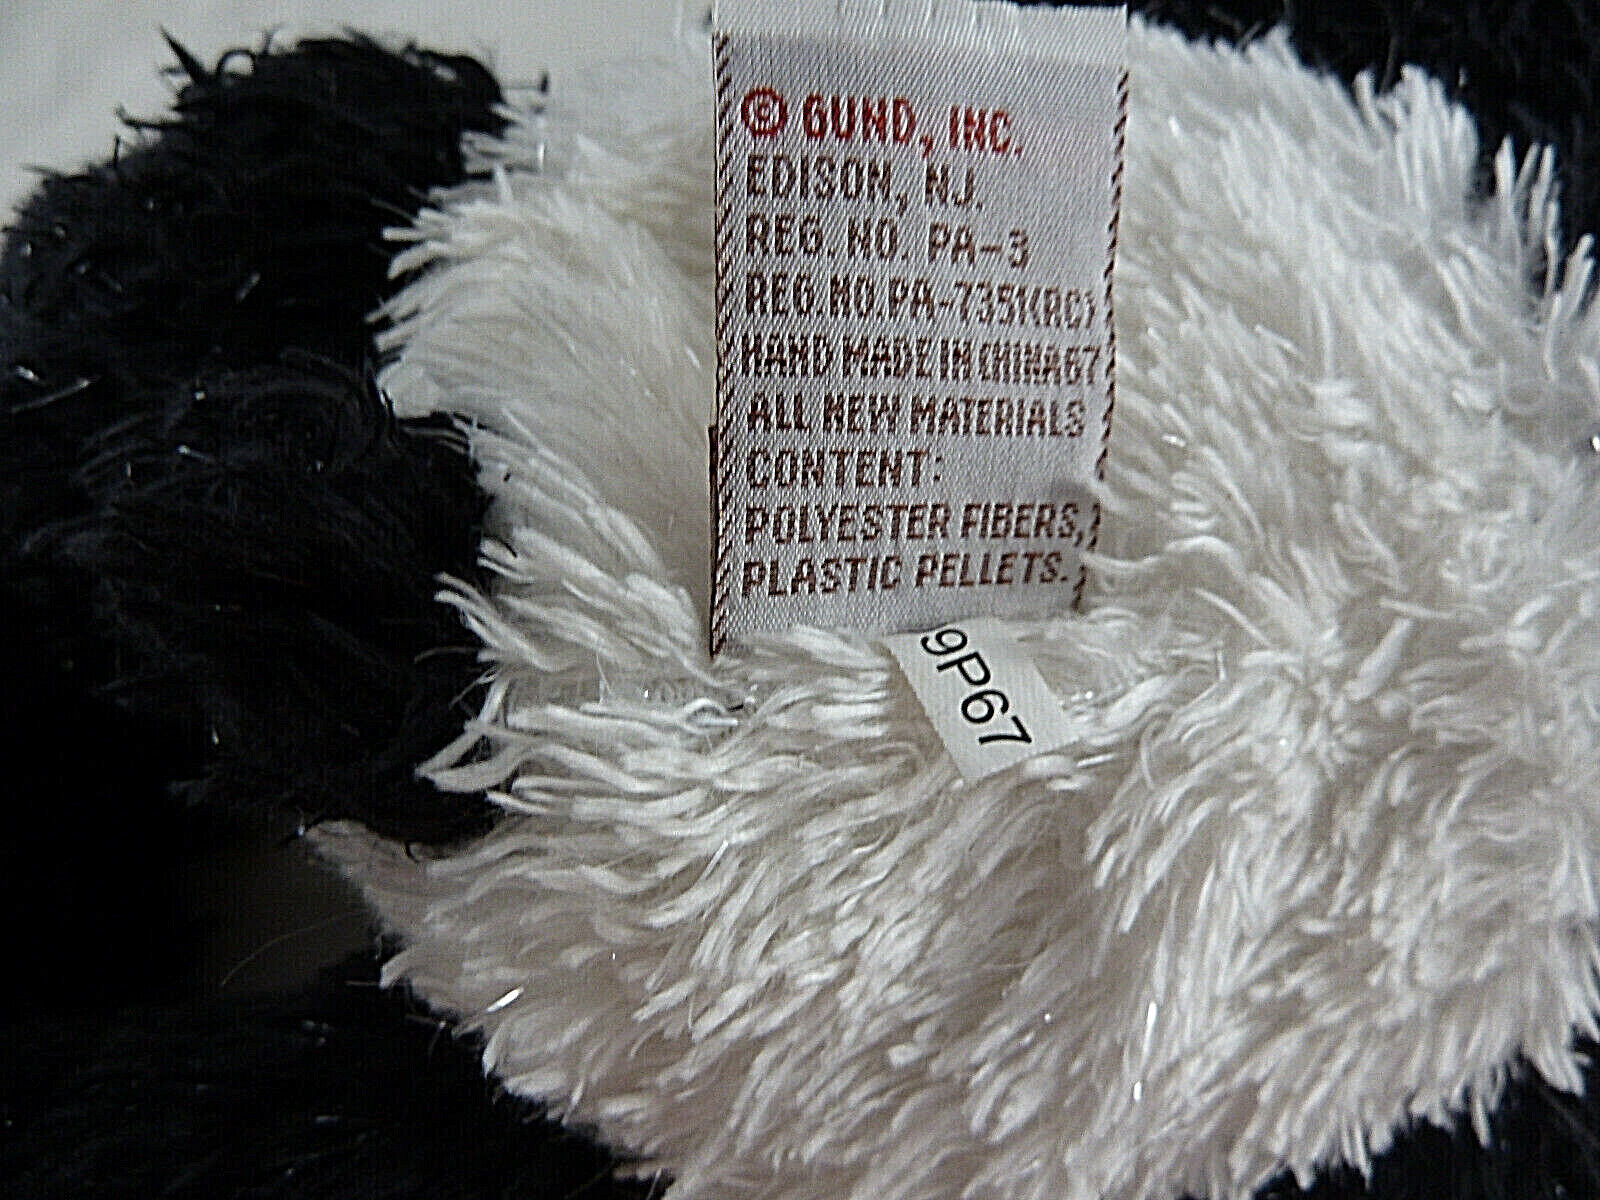 © GUND, INC.
EDISON, NJ.
REG. NO. PA-3
REG.NO.PA-7351(RC)
HAND MADE IN CHINA67
ALL NEW MATERIALS
CONTENT:
POLYESTER FIBERS,
PLASTIC PELLETS.
9P67